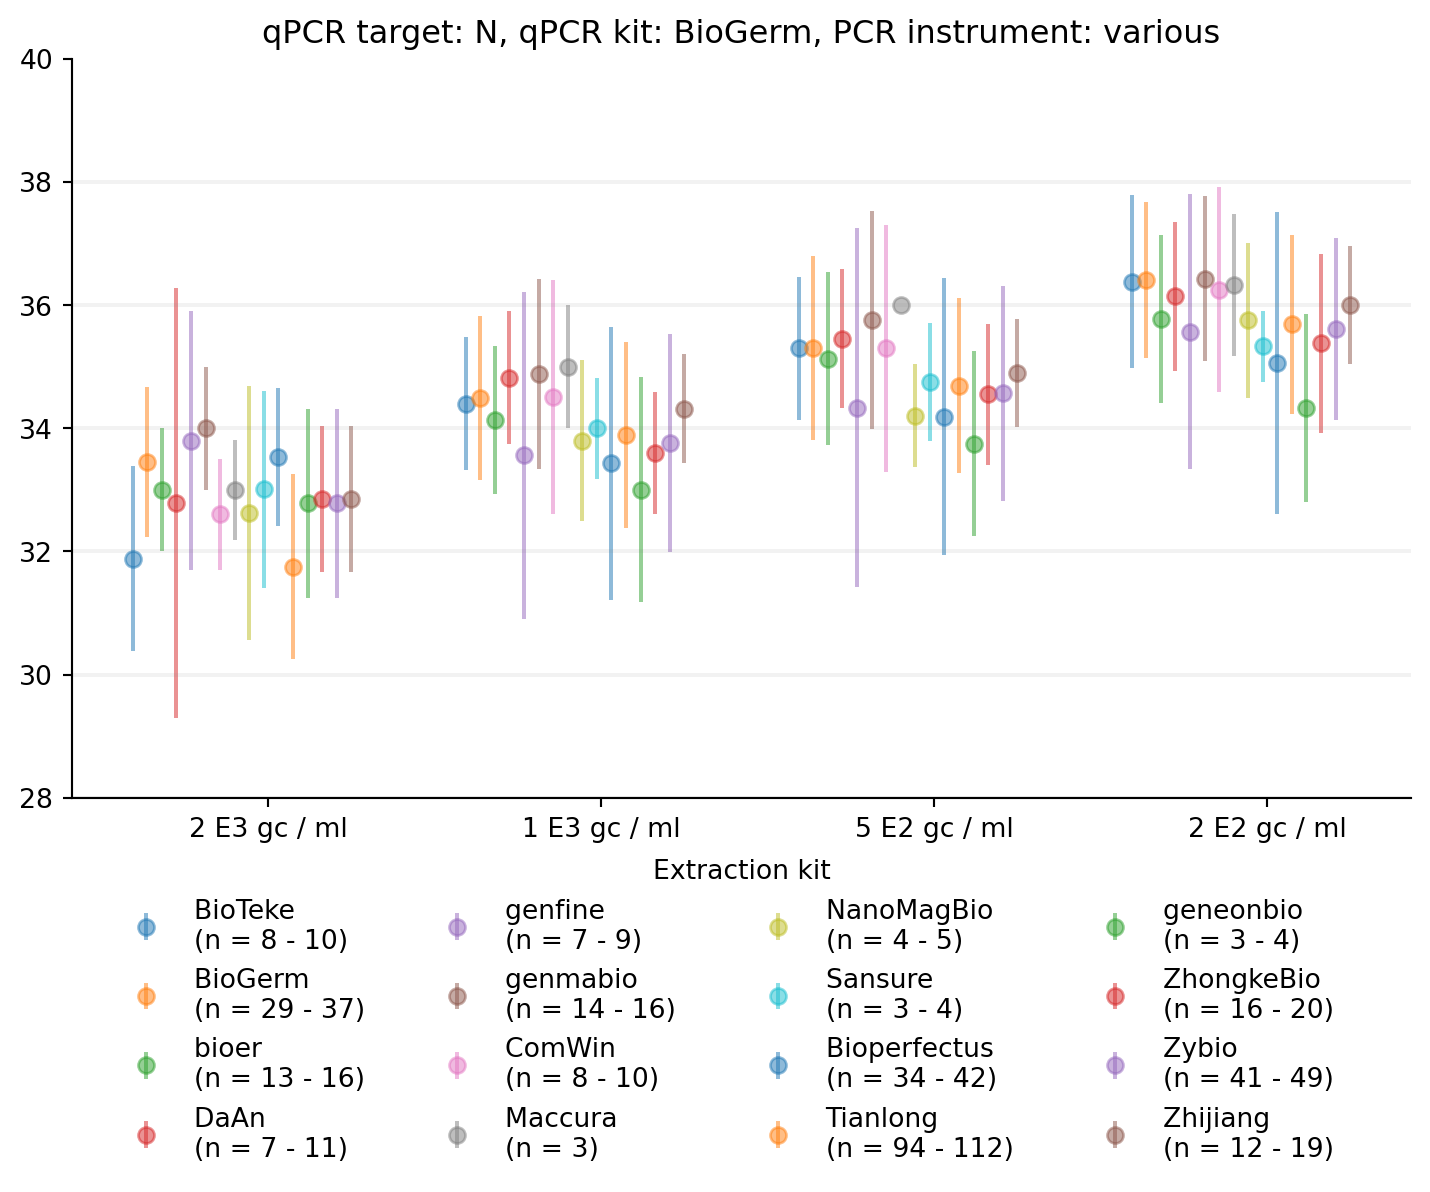 qPCR target: N, qPCR kit: BioGerm, PCR instrument: various
40
38
36
34
32
30
28
2 E3 gc / ml
1 E3 gc / ml
5 E2 gc / ml
2 E2 gc / ml
Extraction kit
BioTeke
(n = 8 - 10)
BioGerm
(n = 29 - 37)
bioer
(n = 13 - 16)
DaAn
(n = 7 - 11)
genfine
(n = 7 - 9)
genmabio
(n = 14 - 16)
ComWin
(n = 8 - 10)
Maccura
(n = 3)
NanoMagBio
(n = 4 - 5)
Sansure
(n = 3 - 4)
Bioperfectus
(n = 34 - 42)
Tianlong
(n = 94 - 112)
geneonbio
(n = 3 - 4)
ZhongkeBio
(n = 16 - 20)
Zybio
(n = 41 - 49)
Zhijiang
(n = 12 - 19)